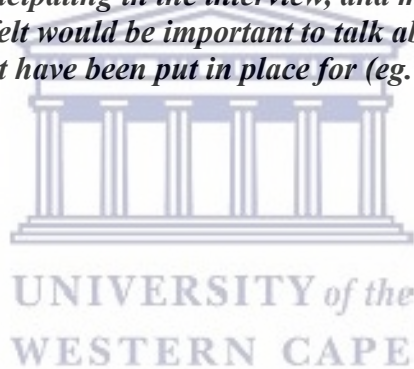 participating in the interview, and
felt would be important to talk
t have been put in place for (eg.
UNIVERSITY of the
WESTERN CAPE